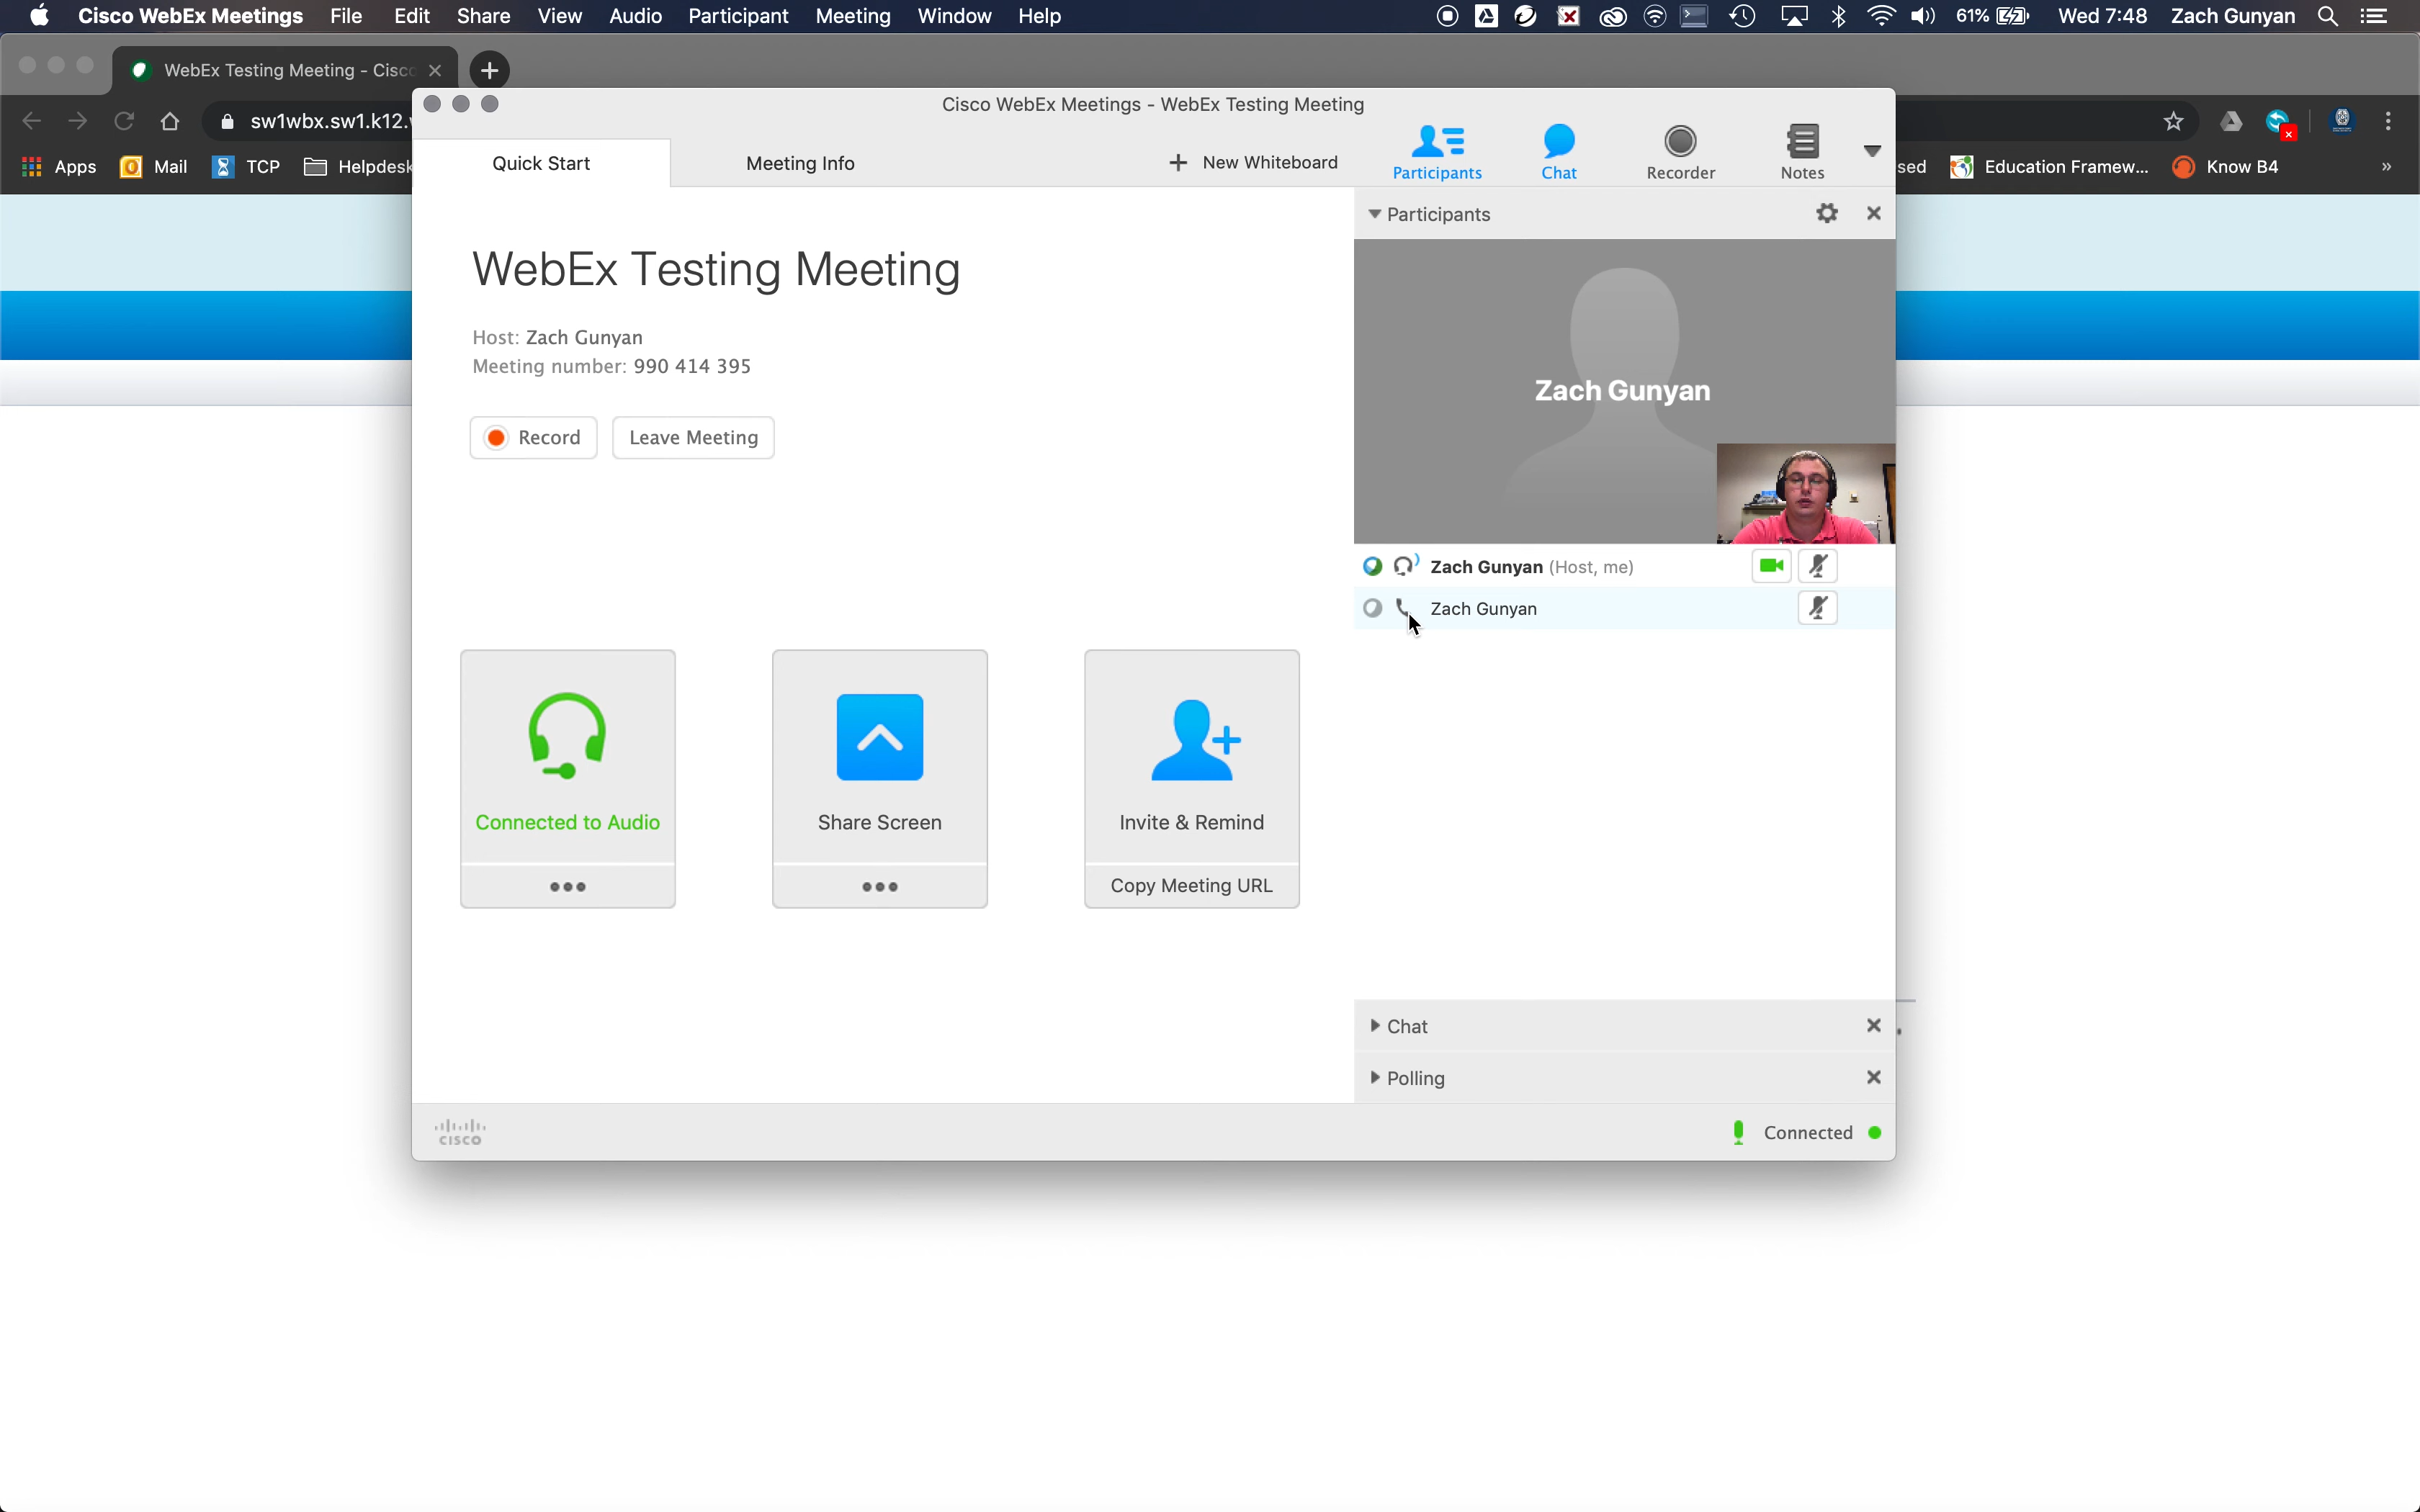 Cisco WebEx Meetings File Edit Share View Audio Participant Meeting Window Help 61% Wed 7:48 Zach Gunyan
WebEx Testing Meeting - Cisc
sw1wbx.sw1.k12.
Apps Mail TCP Helpdesk
sed Education Framew... Know B4 »
Cisco WebEx Meetings - WebEx Testing Meeting
Quick Start Meeting Info + New Whiteboard
Participants Chat Recorder Notes
Participants
WebEx Testing Meeting
Host: Zach Gunyan
Meeting number: 990 414 395
Record Leave Meeting
Zach Gunyan
Zach Gunyan (Host, me)
Zach Gunyan
Connected to Audio
Share Screen
Invite & Remind
Copy Meeting URL
Chat
Polling
CISCO
Connected